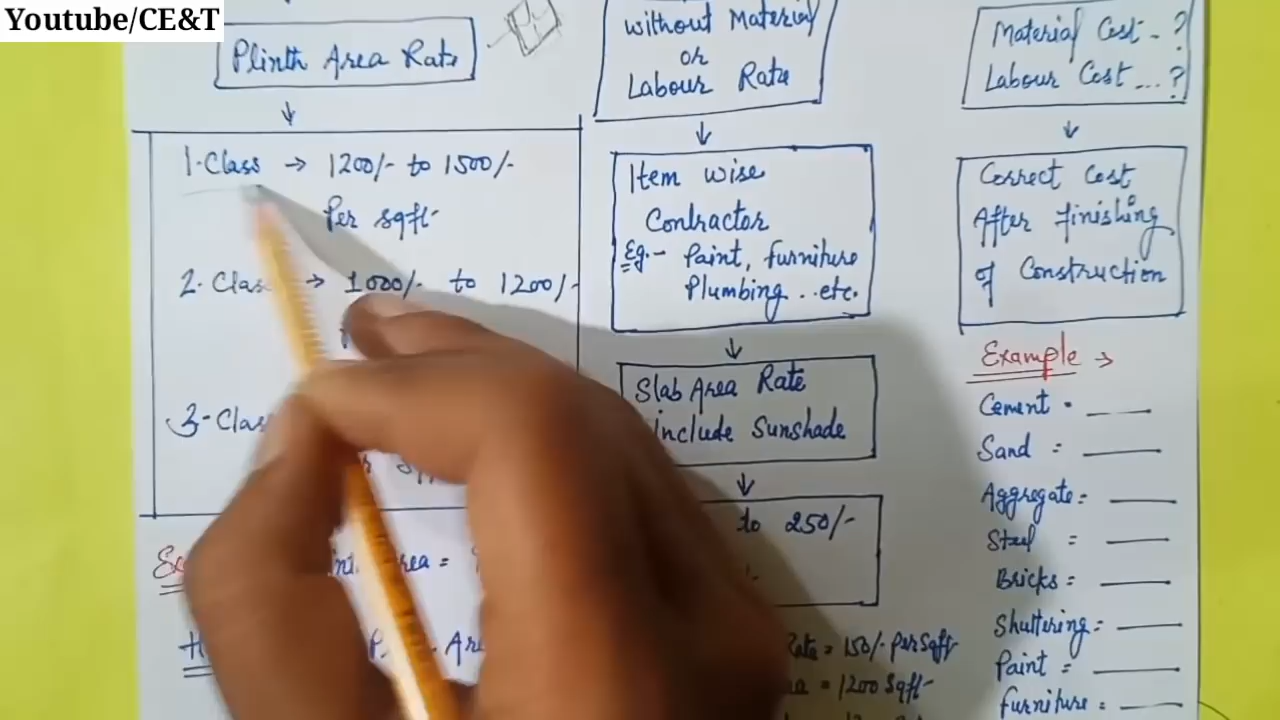 Youtube/CE&T
Plinth Area Rate
1·Class → 1200/- to 1500/-
Per sqft
2· Clas → 1000/- to 1200/-
3-Clas
Area =
without Material
or
Labour Rate
Item wise
Contractor
Eg.- Paint, furniture
Plumbing ..etc.
Slab Area Rate
include Sunshade
to 250/-
Rate = 150/- Per Sqft
= 1200 Sqft
Material Cost - ?
Labour Cost ... ?
Correct Cost
After finishing
of Construction
Example →
Cement =
Sand =
Aggregate =
Steel =
Bricks =
Shuttering =
Paint =
furniture =